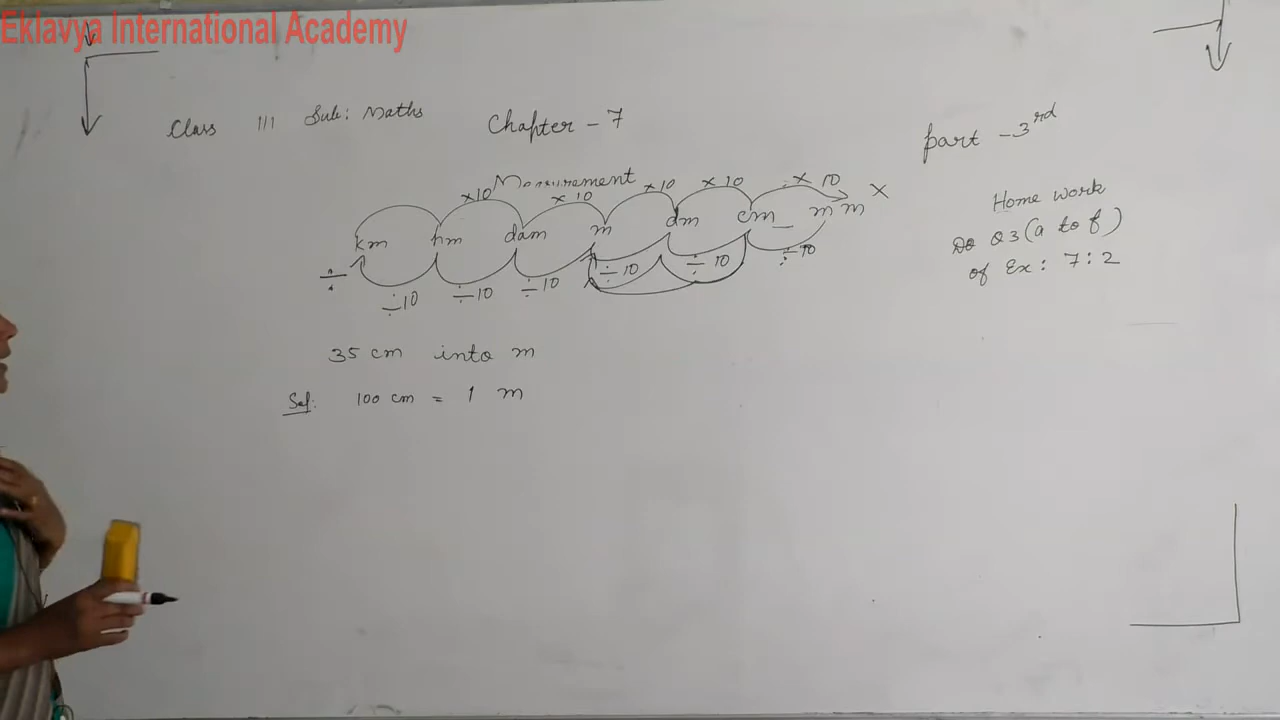 Eklavya International Academy
Class III Sub: Maths Chapter - 7
part - 3rd
Measurement
×10 ×10 ×10 ×10 ÷× 10
km hm dam m dm cm mm ×
÷ ÷10 ÷10 ÷10 ÷10 ÷10 ÷10
Home work
Do Q3 (a to f)
of Ex: 7:2
35 cm into m
Sol: 100 cm = 1 m